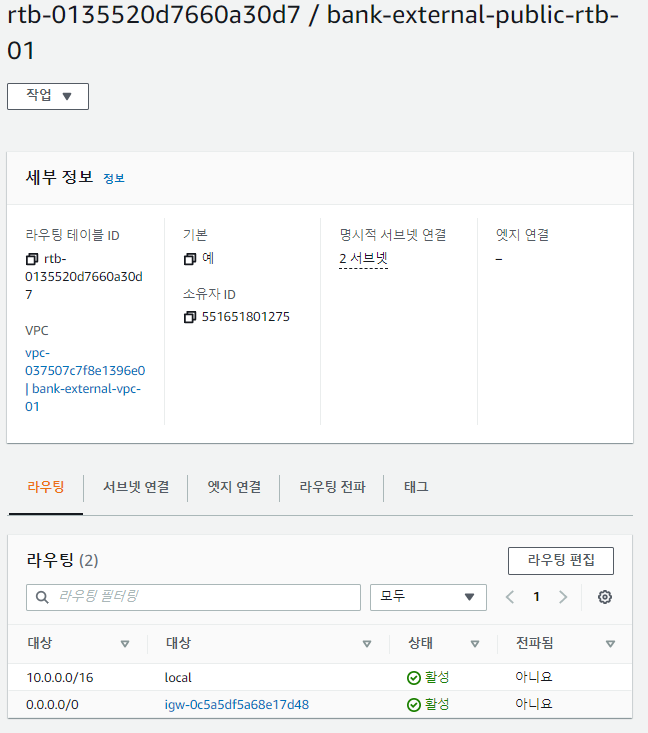 rtb-0135520d7660a30d7 / bank-external-public-rtb-
01
작업
세부 정보 정보
라우팅 테이블 ID
rtb-
0135520d7660a30d
7
VPC
vpc-
037507c7f8e1396e0
| bank-external-vpc-
01
기본
예
소유자 ID
551651801275
명시적 서브넷 연결
2 서브넷
엣지 연결
–
라우팅 서브넷 연결 엣지 연결 라우팅 전파 태그
라우팅 (2) 라우팅 편집
라우팅 필터링 모두 1
대상 대상 상태 전파됨
10.0.0.0/16 local 활성 아니요
0.0.0.0/0 igw-0c5a5df5a68e17d48 활성 아니요